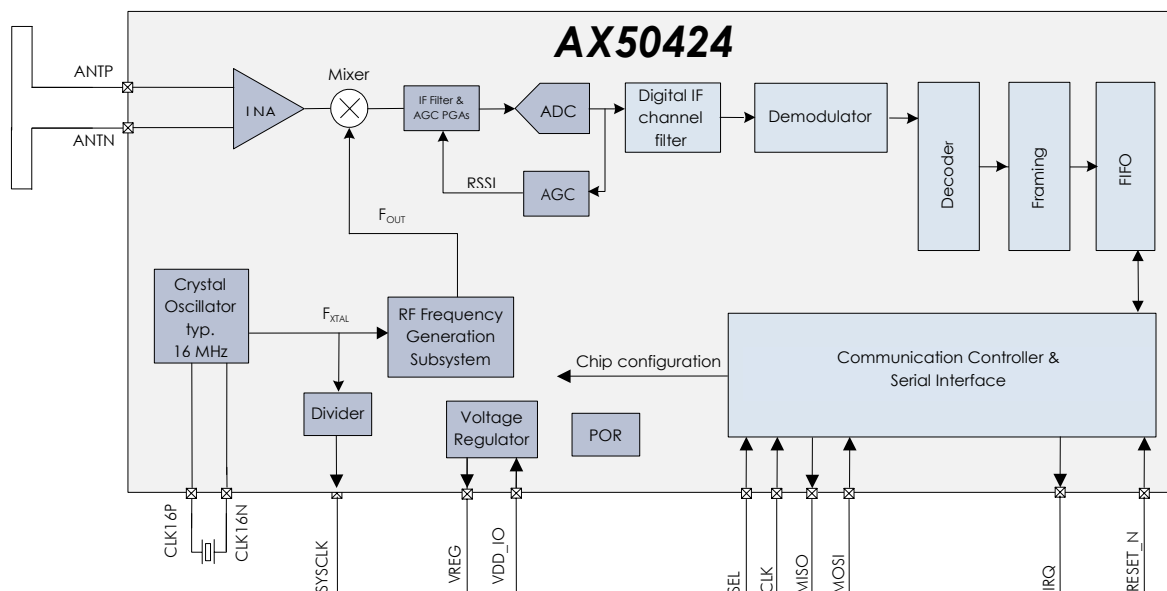 AX50424
ANTP
ANTN
INA
Mixer
IF Filter &
AGC PGAs
ADC
Digital IF
channel
filter
Demodulator
Decoder
Framing
FIFO
RSSI
AGC
FOUT
Crystal
Oscillator
typ.
16 MHz
FXTAL
RF Frequency
Generation
Subsystem
Communication Controller &
Serial Interface
Chip configuration
Divider
Voltage
Regulator
POR
CLK16P
CLK16N
SYSCLK
VREG
VDD_IO
SEL
CLK
MISO
MOSI
IRQ
RESET_N